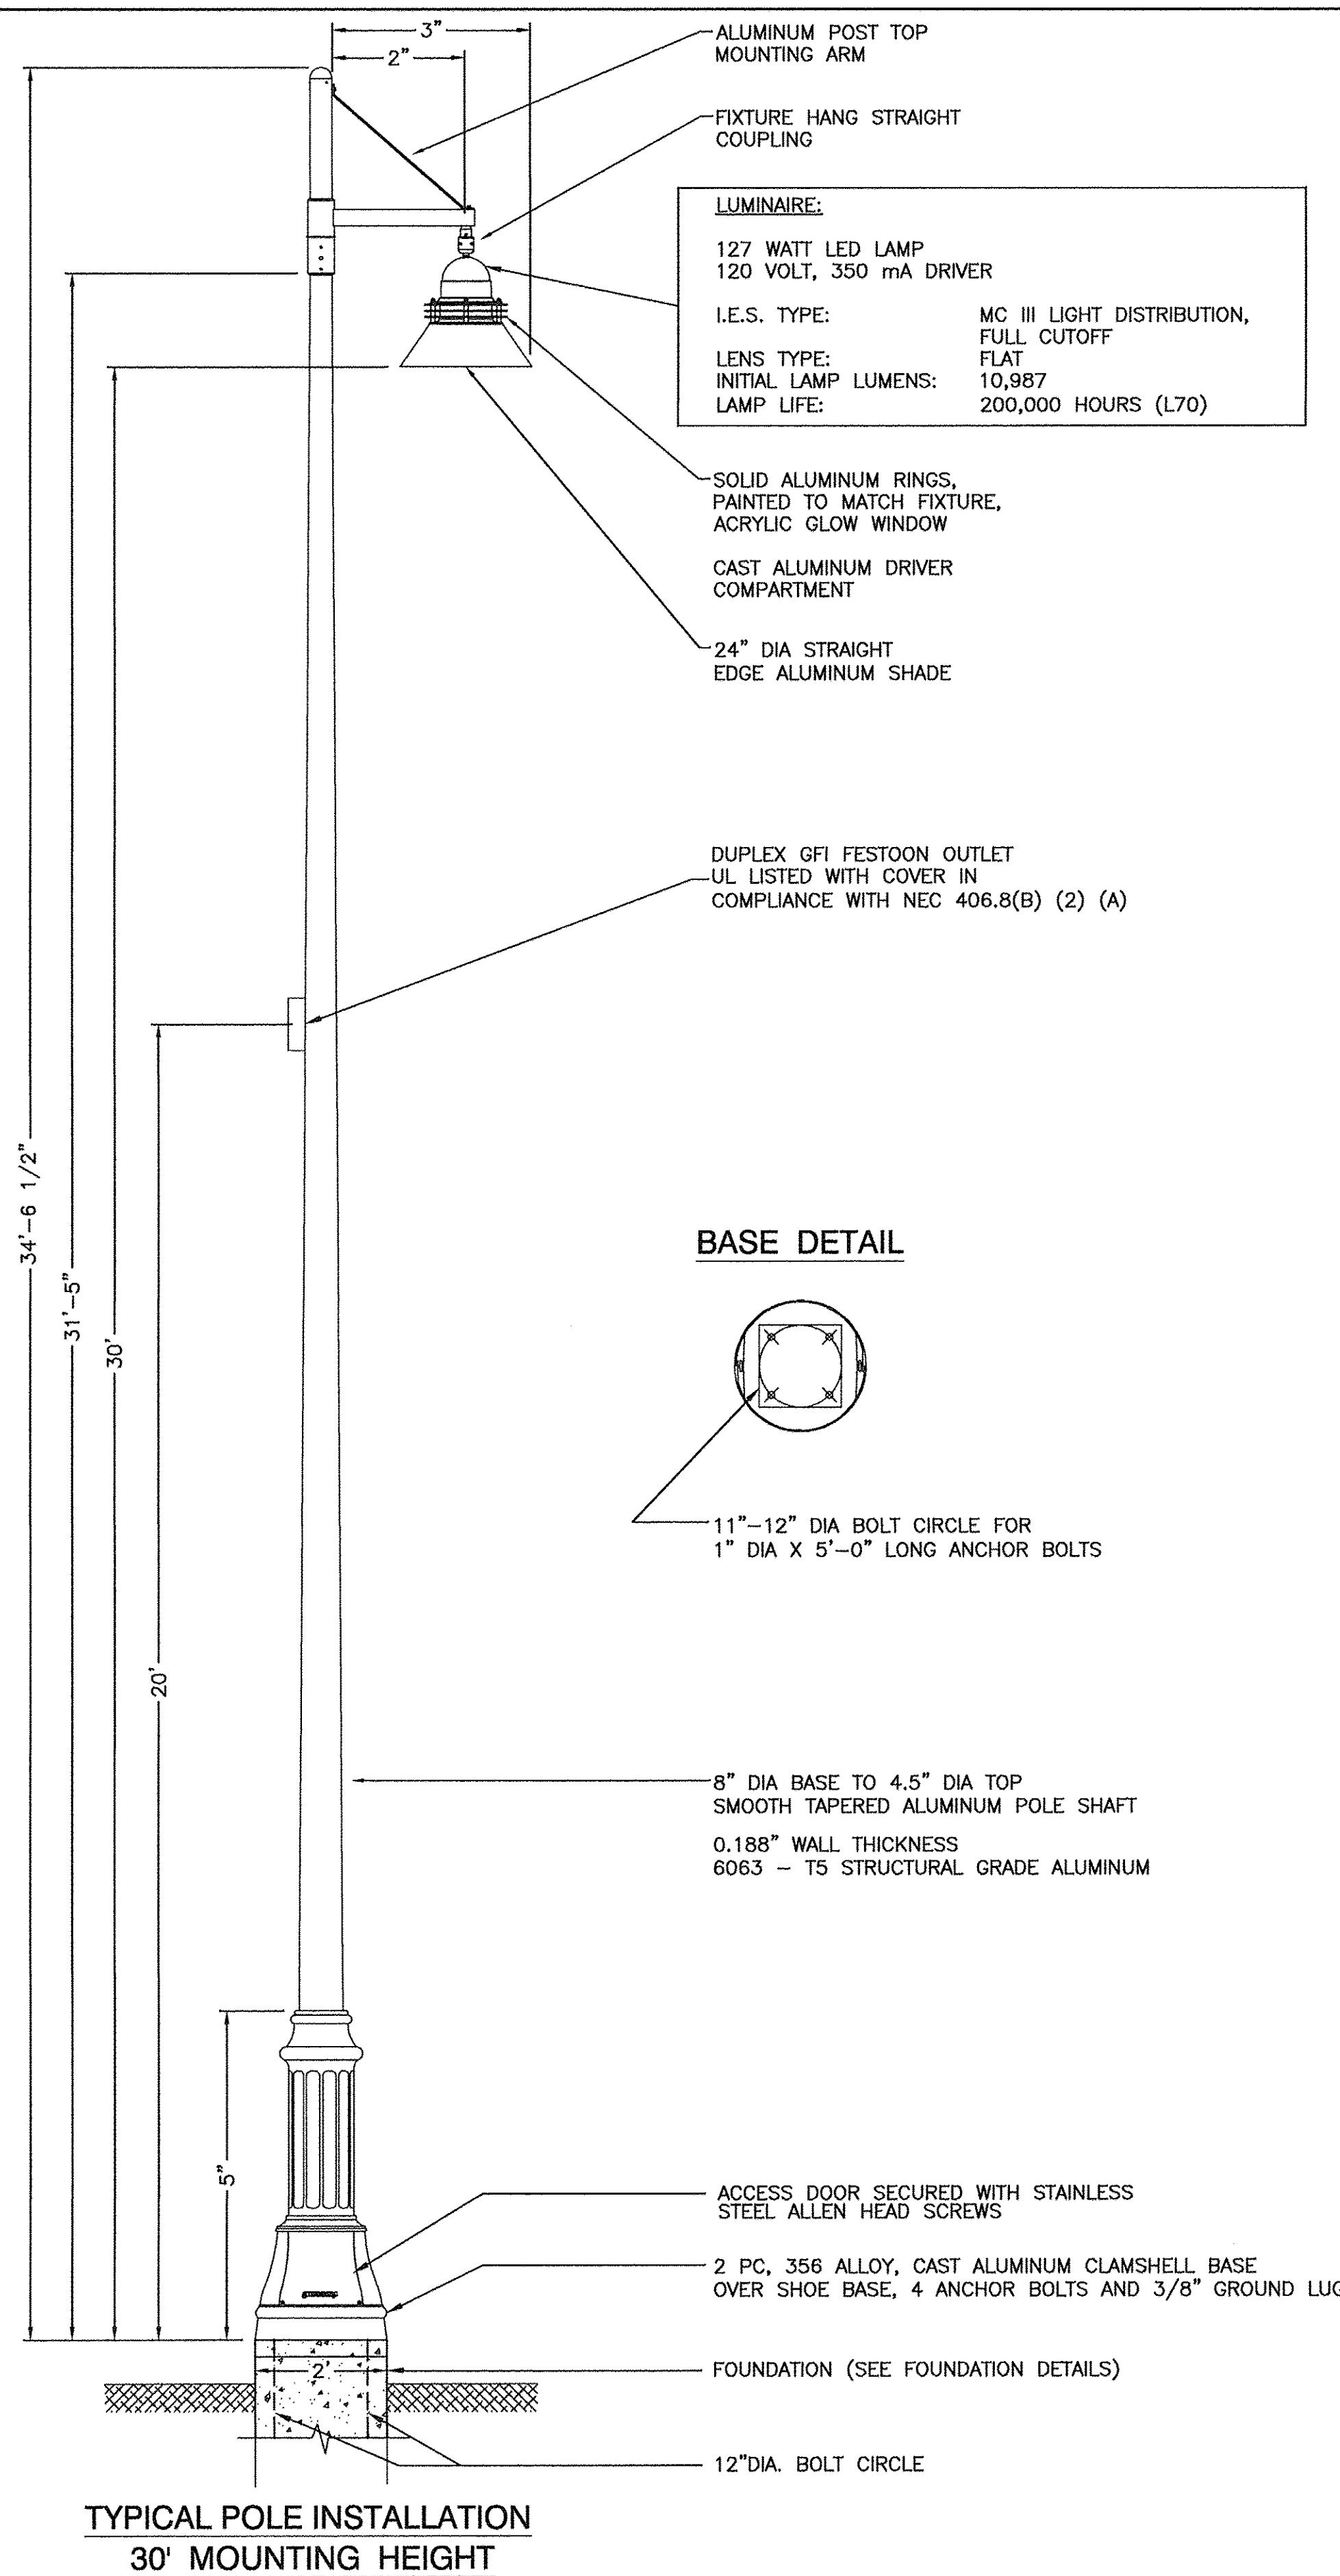 3"
2"
ALUMINUM POST TOP
MOUNTING ARM
FIXTURE HANG STRAIGHT
COUPLING
LUMINAIRE:
127 WATT LED LAMP
120 VOLT, 350 mA DRIVER
I.E.S. TYPE: MC III LIGHT DISTRIBUTION,
FULL CUTOFF
LENS TYPE: FLAT
INITIAL LAMP LUMENS: 10,987
LAMP LIFE: 200,000 HOURS (L70)
SOLID ALUMINUM RINGS,
PAINTED TO MATCH FIXTURE,
ACRYLIC GLOW WINDOW
CAST ALUMINUM DRIVER
COMPARTMENT
24" DIA STRAIGHT
EDGE ALUMINUM SHADE
DUPLEX GFI FESTOON OUTLET
UL LISTED WITH COVER IN
COMPLIANCE WITH NEC 406.8(B) (2) (A)
34'-6 1/2"
31'-5"
30'
20'
BASE DETAIL
11"-12" DIA BOLT CIRCLE FOR
1" DIA X 5'-0" LONG ANCHOR BOLTS
8" DIA BASE TO 4.5" DIA TOP
SMOOTH TAPERED ALUMINUM POLE SHAFT
0.188" WALL THICKNESS
6063 - T5 STRUCTURAL GRADE ALUMINUM
5"
ACCESS DOOR SECURED WITH STAINLESS
STEEL ALLEN HEAD SCREWS
2 PC, 356 ALLOY, CAST ALUMINUM CLAMSHELL BASE
OVER SHOE BASE, 4 ANCHOR BOLTS AND 3/8" GROUND LUG
2'
FOUNDATION (SEE FOUNDATION DETAILS)
12"DIA. BOLT CIRCLE
TYPICAL POLE INSTALLATION
30' MOUNTING HEIGHT